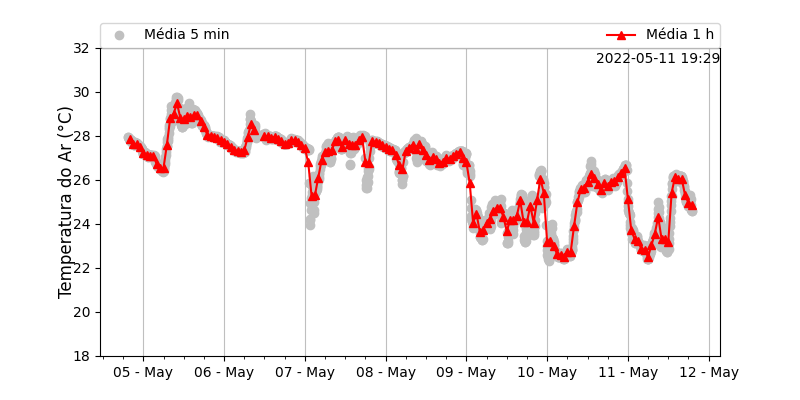 Média 5 min
Média 1 h
2022-05-11 19:29
Temperatura do Ar (°C)
32
30
28
26
24
22
20
18
05 - May
06 - May
07 - May
08 - May
09 - May
10 - May
11 - May
12 - May